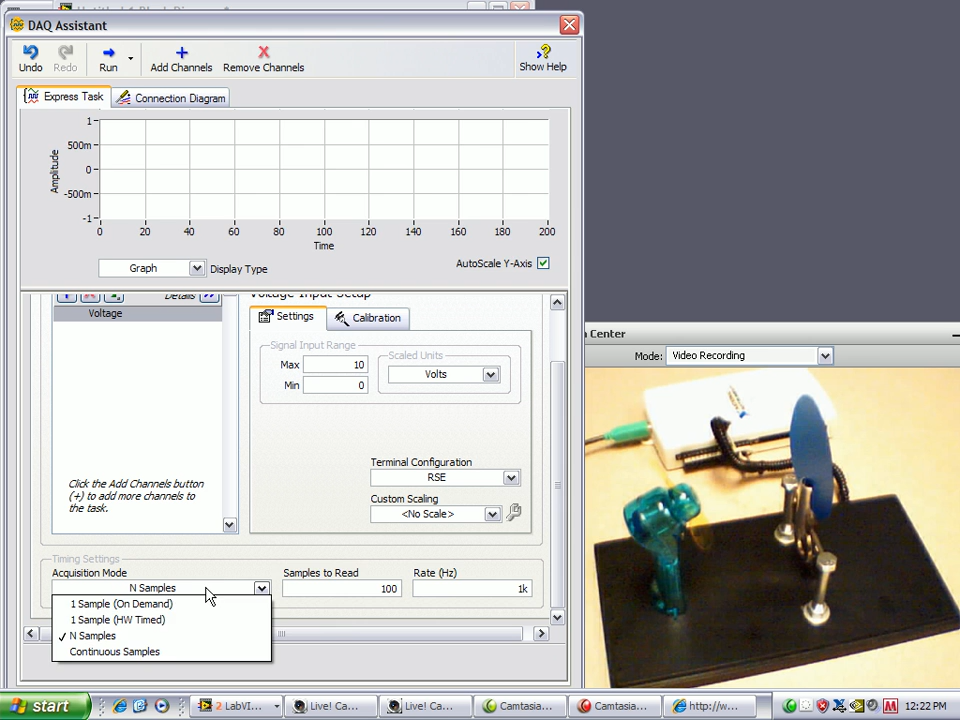 DAQ Assistant
Undo
Redo
Run
Add Channels
Remove Channels
Show Help
Express Task
Connection Diagram
Amplitude
1
500m
0
-500m
-1
0 20 40 60 80 100 120 140 160 180 200
Time
Graph
Display Type
AutoScale Y-Axis
Details >>
Voltage Input Setup
Voltage
Settings
Calibration
Signal Input Range
Max 10
Min 0
Scaled Units
Volts
Click the Add Channels button
(+) to add more channels to
the task.
Terminal Configuration
RSE
Custom Scaling
<No Scale>
Timing Settings
Acquisition Mode
N Samples
Samples to Read
100
Rate (Hz)
1k
1 Sample (On Demand)
1 Sample (HW Timed)
N Samples
Continuous Samples
Center
Mode: Video Recording
start
2 LabVI...
Live! Ca...
Live! Ca...
Camtasia...
Camtasia...
http://w...
12:22 PM